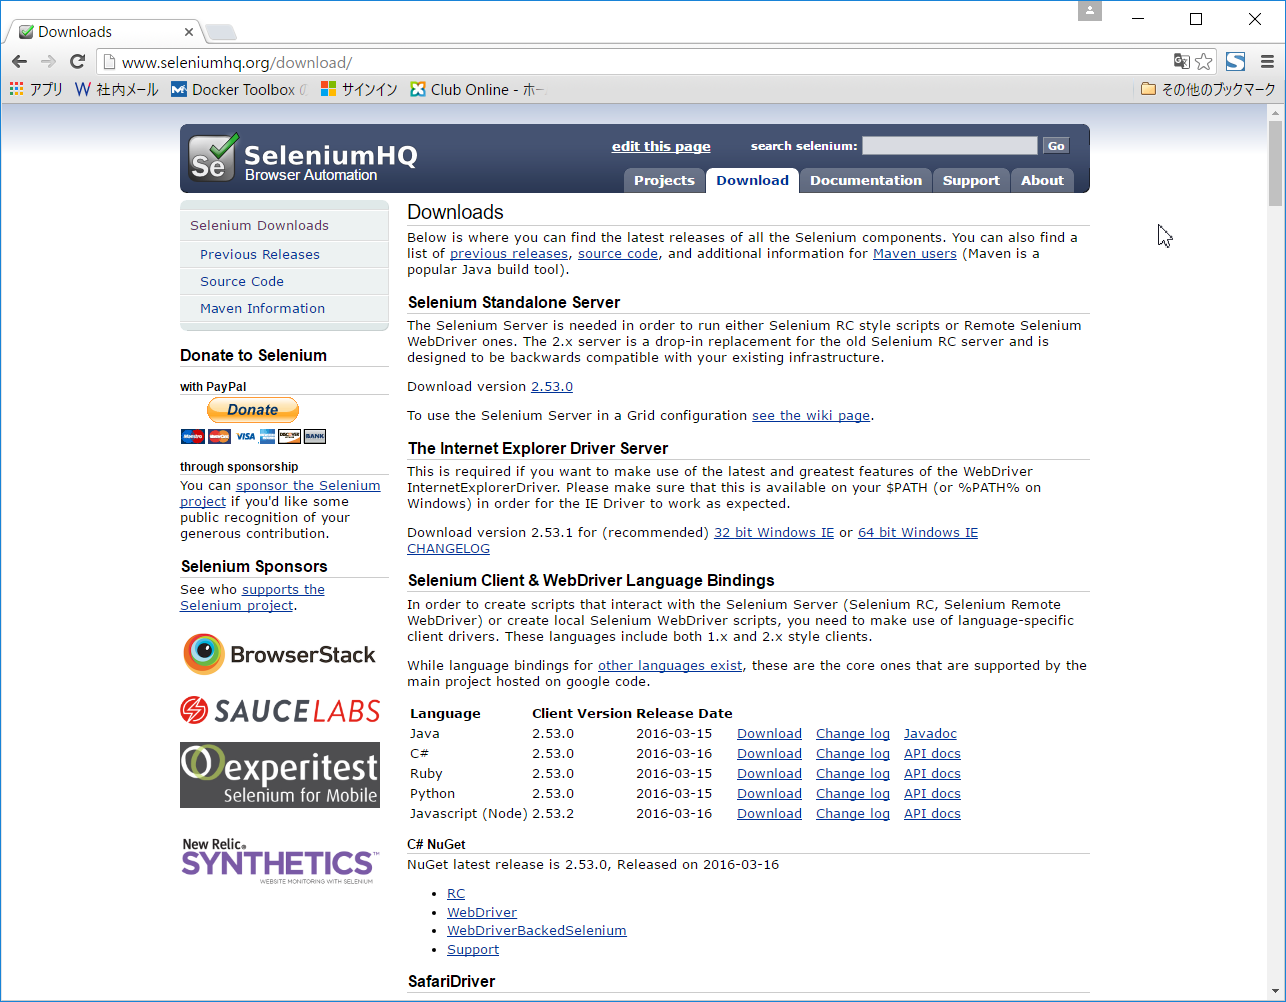 Downloads
www.seleniumhq.org/download/
アプリ 社内メール Docker Toolbox サインイン Club Online - ホー その他のブックマーク
Se SeleniumHQ
Browser Automation
edit this page search selenium: Go
Projects Download Documentation Support About
Selenium Downloads
Previous Releases
Source Code
Maven Information
Donate to Selenium
with PayPal
Donate
Maestro MasterCard VISA DISCOVER BANK
through sponsorship
You can sponsor the Selenium
project if you'd like some
public recognition of your
generous contribution.
Selenium Sponsors
See who supports the
Selenium project.
BrowserStack
SAUCE LABS
experitest
Selenium for Mobile
New Relic®
SYNTHETICS™
WEBSITE MONITORING WITH SELENIUM
Downloads
Below is where you can find the latest releases of all the Selenium components. You can also find a
list of previous releases, source code, and additional information for Maven users (Maven is a
popular Java build tool).
Selenium Standalone Server
The Selenium Server is needed in order to run either Selenium RC style scripts or Remote Selenium
WebDriver ones. The 2.x server is a drop-in replacement for the old Selenium RC server and is
designed to be backwards compatible with your existing infrastructure.
Download version 2.53.0
To use the Selenium Server in a Grid configuration see the wiki page.
The Internet Explorer Driver Server
This is required if you want to make use of the latest and greatest features of the WebDriver
InternetExplorerDriver. Please make sure that this is available on your $PATH (or %PATH% on
Windows) in order for the IE Driver to work as expected.
Download version 2.53.1 for (recommended) 32 bit Windows IE or 64 bit Windows IE
CHANGELOG
Selenium Client & WebDriver Language Bindings
In order to create scripts that interact with the Selenium Server (Selenium RC, Selenium Remote
WebDriver) or create local Selenium WebDriver scripts, you need to make use of language-specific
client drivers. These languages include both 1.x and 2.x style clients.
While language bindings for other languages exist, these are the core ones that are supported by the
main project hosted on google code.
Language Client Version Release Date
Java 2.53.0 2016-03-15 Download Change log Javadoc
C# 2.53.0 2016-03-16 Download Change log API docs
Ruby 2.53.0 2016-03-15 Download Change log API docs
Python 2.53.0 2016-03-15 Download Change log API docs
Javascript (Node) 2.53.2 2016-03-16 Download Change log API docs
C# NuGet
NuGet latest release is 2.53.0, Released on 2016-03-16
RC
WebDriver
WebDriverBackedSelenium
Support
SafariDriver